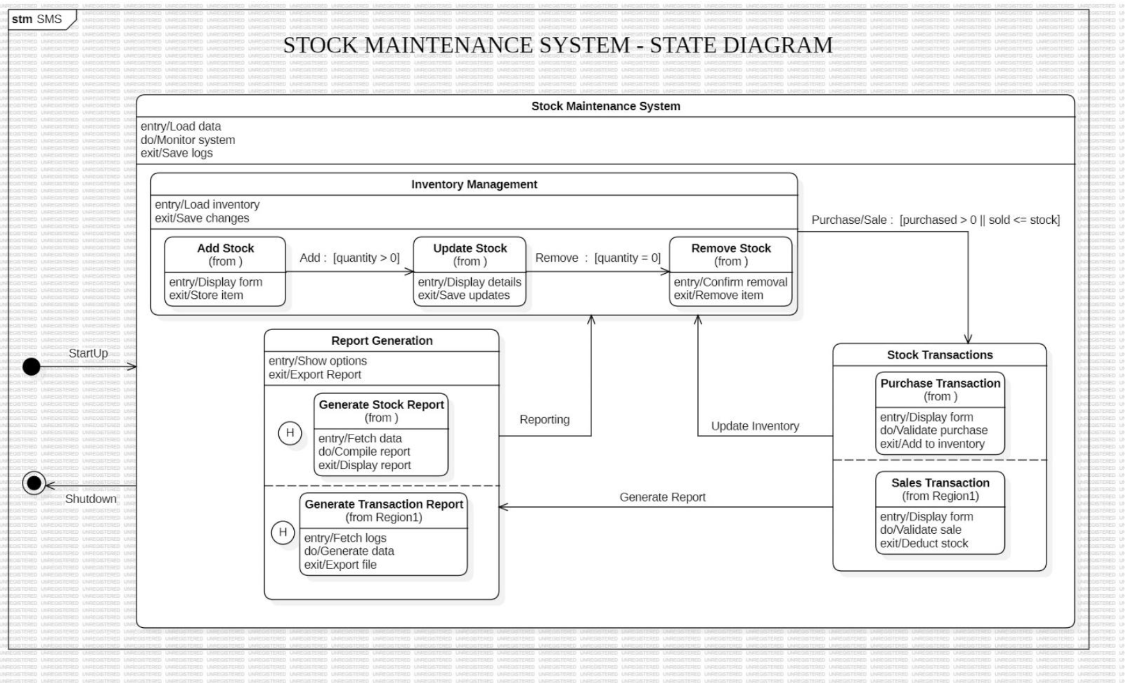 stm SMS
STOCK MAINTENANCE SYSTEM - STATE DIAGRAM
Stock Maintenance System
entry/Load data
do/Monitor system
exit/Save logs
Inventory Management
entry/Load inventory
exit/Save changes
Add Stock
(from )
entry/Display form
exit/Store item
Add : [quantity > 0]
Update Stock
(from )
entry/Display details
exit/Save updates
Remove : [quantity = 0]
Remove Stock
(from )
entry/Confirm removal
exit/Remove item
Purchase/Sale : [purchased > 0 || sold <= stock]
StartUp
Shutdown
Report Generation
entry/Show options
exit/Export Report
H
Generate Stock Report
(from )
entry/Fetch data
do/Compile report
exit/Display report
H
Generate Transaction Report
(from Region1)
entry/Fetch logs
do/Generate data
exit/Export file
Reporting
Update Inventory
Generate Report
Stock Transactions
Purchase Transaction
(from )
entry/Display form
do/Validate purchase
exit/Add to inventory
Sales Transaction
(from Region1)
entry/Display form
do/Validate sale
exit/Deduct stock